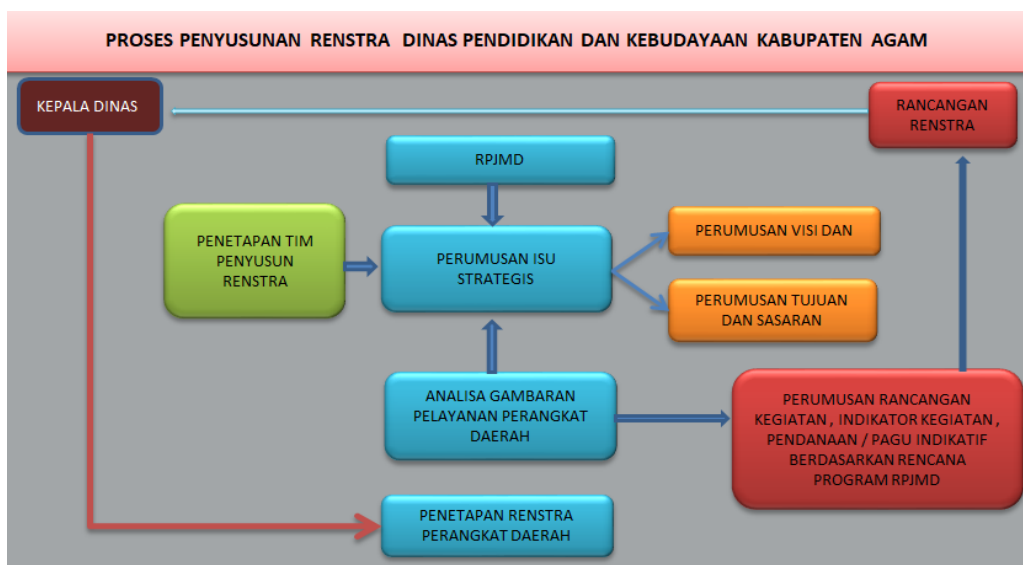 PROSES PENYUSUNAN RENSTRA DINAS PENDIDIKAN DAN KEBUDAYAAN KABUPATEN AGAM
KEPALA DINAS
RANCANGAN
RENSTRA
RPJMD
PENETAPAN TIM
PENYUSUN
RENSTRA
PERUMUSAN ISU
STRATEGIS
PERUMUSAN VISI DAN
PERUMUSAN TUJUAN
DAN SASARAN
ANALISA GAMBARAN
PELAYANAN PERANGKAT
DAERAH
PERUMUSAN RANCANGAN
KEGIATAN , INDIKATOR KEGIATAN ,
PENDANAAN / PAGU INDIKATIF
BERDASARKAN RENCANA
PROGRAM RPJMD
PENETAPAN RENSTRA
PERANGKAT DAERAH